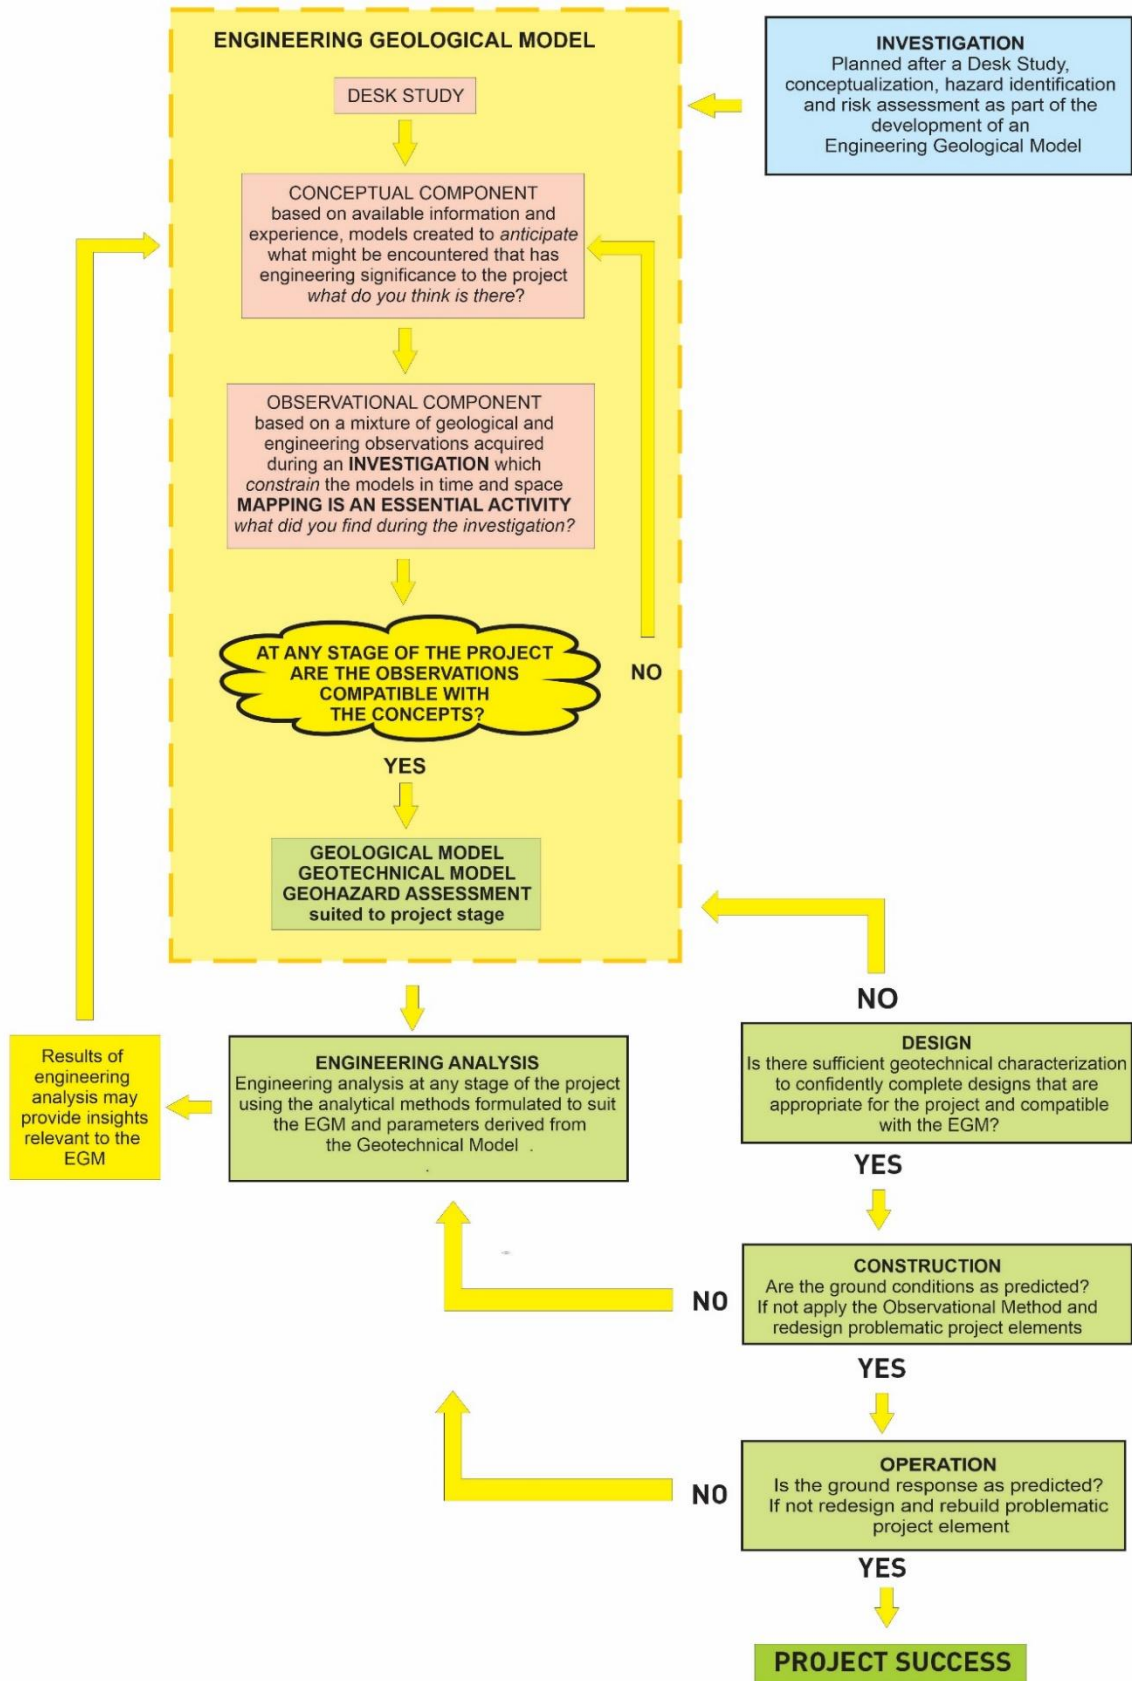 ENGINEERING GEOLOGICAL MODEL
DESK STUDY
CONCEPTUAL COMPONENT
based on available information and
experience, models created to anticipate
what might be encountered that has
engineering significance to the project
what do you think is there?
OBSERVATIONAL COMPONENT
based on a mixture of geological and
engineering observations acquired
during an INVESTIGATION which
constrain the models in time and space
MAPPING IS AN ESSENTIAL ACTIVITY
what did you find during the investigation?
AT ANY STAGE OF THE PROJECT
ARE THE OBSERVATIONS
COMPATIBLE WITH
THE CONCEPTS?
NO
YES
GEOLOGICAL MODEL
GEOTECHNICAL MODEL
GEOHAZARD ASSESSMENT
suited to project stage
INVESTIGATION
Planned after a Desk Study,
conceptualization, hazard identification
and risk assessment as part of the
development of an
Engineering Geological Model
ENGINEERING ANALYSIS
Engineering analysis at any stage of the project
using the analytical methods formulated to suit
the EGM and parameters derived from
the Geotechnical Model .
.
Results of
engineering
analysis may
provide insights
relevant to the
EGM
NO
DESIGN
Is there sufficient geotechnical characterization
to confidently complete designs that are
appropriate for the project and compatible
with the EGM?
YES
CONSTRUCTION
Are the ground conditions as predicted?
If not apply the Observational Method and
redesign problematic project elements
NO
YES
OPERATION
Is the ground response as predicted?
If not redesign and rebuild problematic
project element
NO
YES
PROJECT SUCCESS